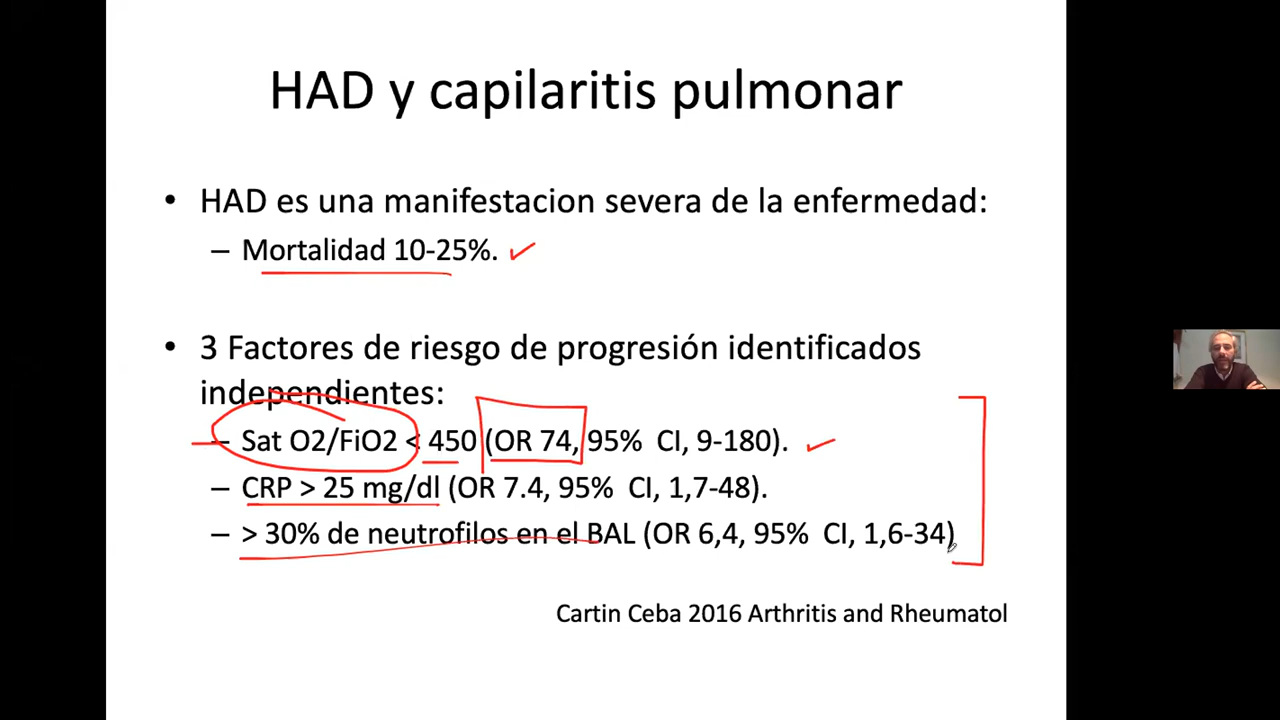 HAD y capilaritis pulmonar
• HAD es una manifestacion severa de la enfermedad:
– Mortalidad 10-25%.
• 3 Factores de riesgo de progresión identificados
independientes:
– Sat O2/FiO2 < 450 (OR 74, 95% CI, 9-180).
– CRP > 25 mg/dl (OR 7.4, 95% CI, 1,7-48).
– > 30% de neutrofilos en el BAL (OR 6,4, 95% CI, 1,6-34)
Cartin Ceba 2016 Arthritis and Rheumatol